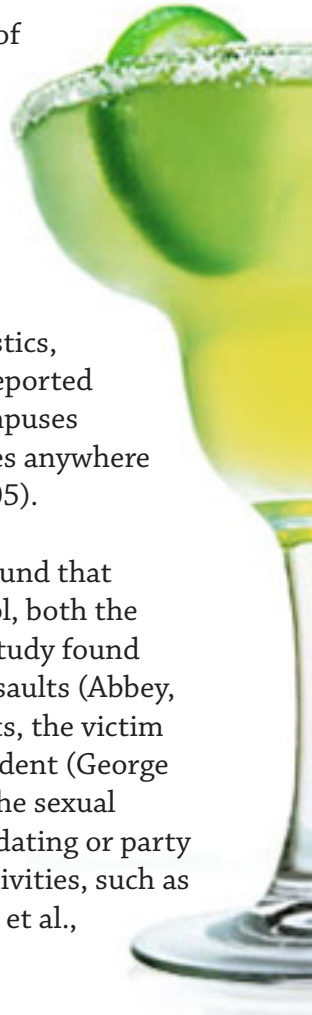 of
stics,
eported
npuses
es anywhere
05).
und that
ol, both the
tudy found
saults (Abbey,
ts, the victim
dent (George
he sexual
dating or party
ivities, such as
et al.,